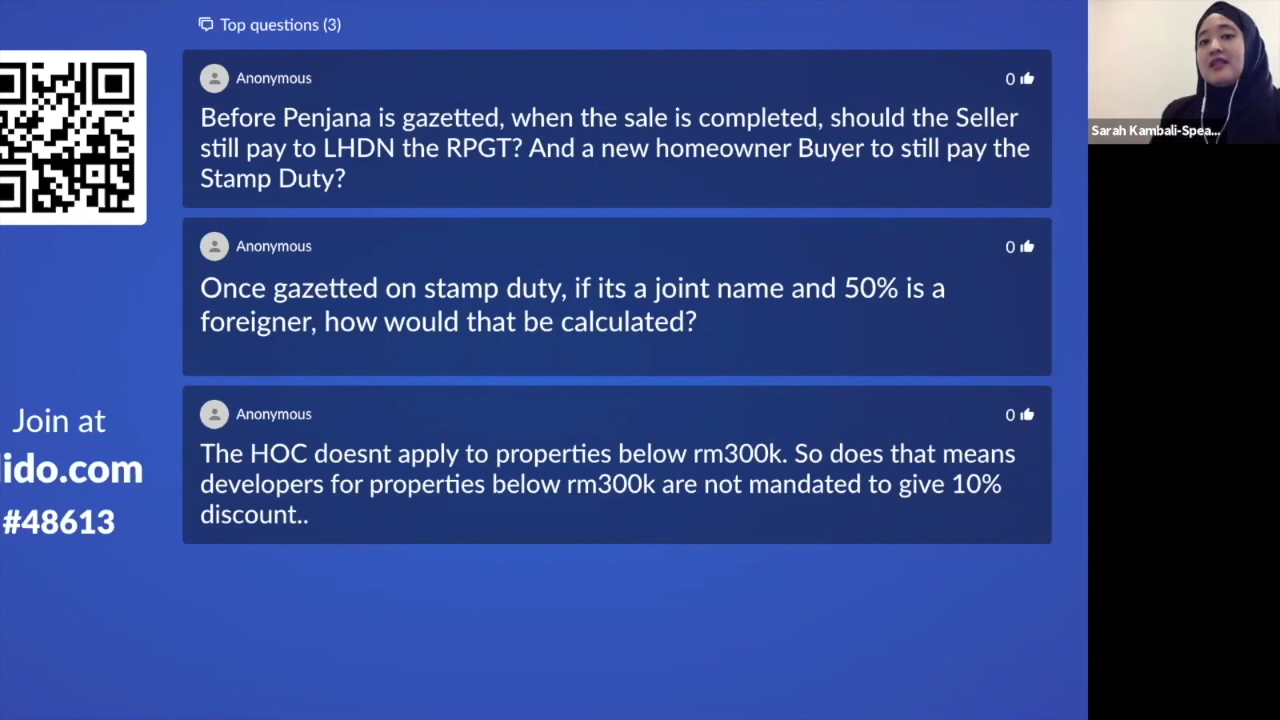 Top questions (3)
Anonymous
0
Before Penjana is gazetted, when the sale is completed, should the Seller
still pay to LHDN the RPGT? And a new homeowner Buyer to still pay the
Stamp Duty?
Anonymous
0
Once gazetted on stamp duty, if its a joint name and 50% is a
foreigner, how would that be calculated?
Anonymous
0
The HOC doesnt apply to properties below rm300k. So does that means
developers for properties below rm300k are not mandated to give 10%
discount..
Join at
lido.com
#48613
Sarah Kambali-Spea...